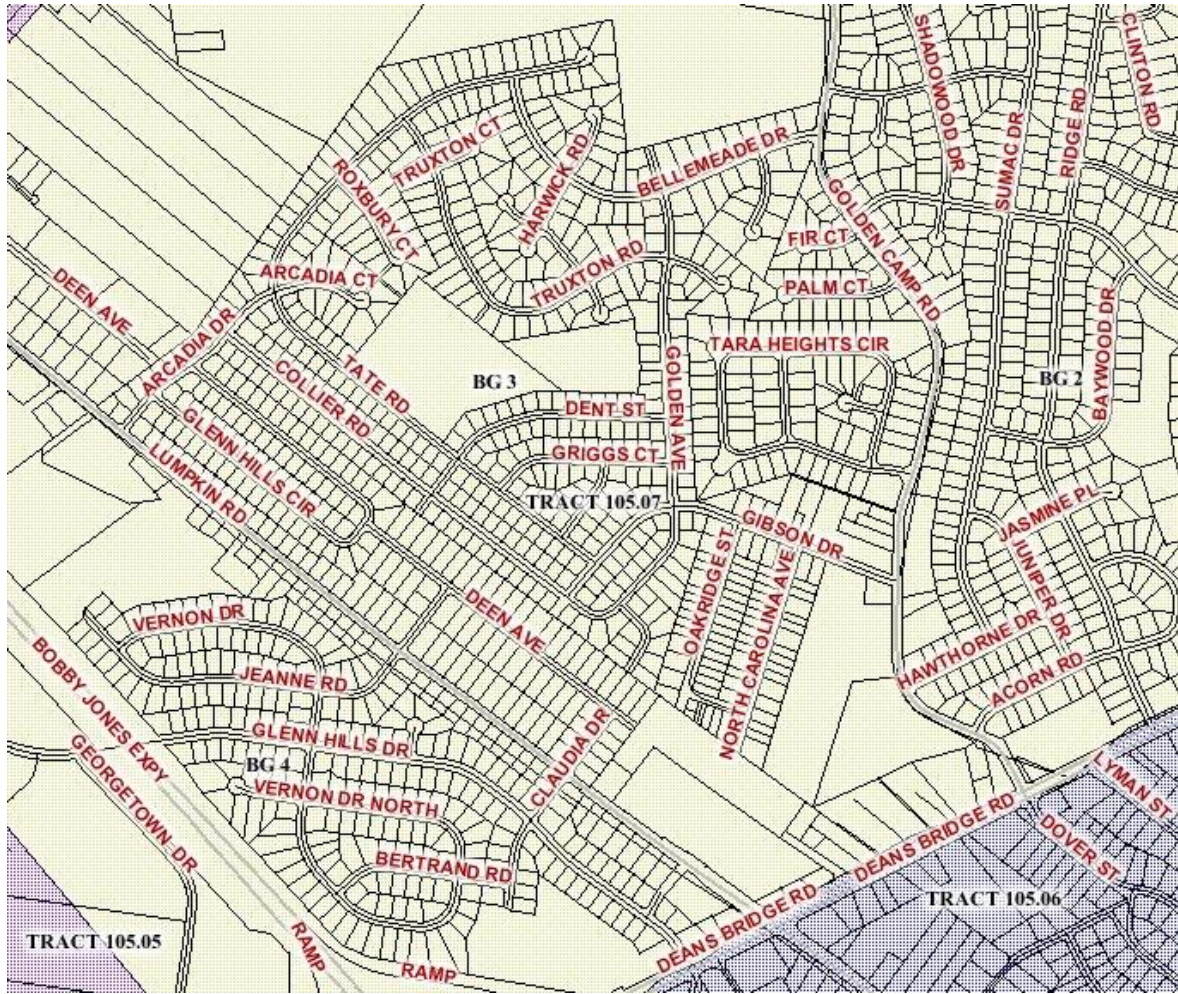 SHADOWOOD DR
SUMAC DR
RIDGE RD
CLINTON RD
TRUXTON CT
ROXBURY CT
HARWICK RD
BELLEMEADE DR
GOLDEN CAMP RD
FIR CT
PALM CT
TRUXTON RD
ARCADIA CT
DEEN AVE
ARCADIA DR
TATE RD
COLLIER RD
BG 3
TARA HEIGHTS CIR
GOLDEN AVE
BG 2
BAYWOOD DR
DENT ST
GRIGGS CT
GLENN HILLS CIR
LUMPKIN RD
TRACT 105.07
GIBSON DR
OAKRIDGE ST
NORTH CAROLINA AVE
JASMINE PL
JUNIPER DR
HAWTHORNE DR
ACORN RD
DEEN AVE
VERNON DR
JEANNE RD
BOBBY JONES EXPY
GEORGETOWN DR
GLENN HILLS DR
BG 4
VERNON DR NORTH
CLAUDIA DR
BERTRAND RD
LYMAN ST
DOVER ST
DEANS BRIDGE RD
DEANS BRIDGE RD
TRACT 105.06
TRACT 105.05
RAMP
RAMP